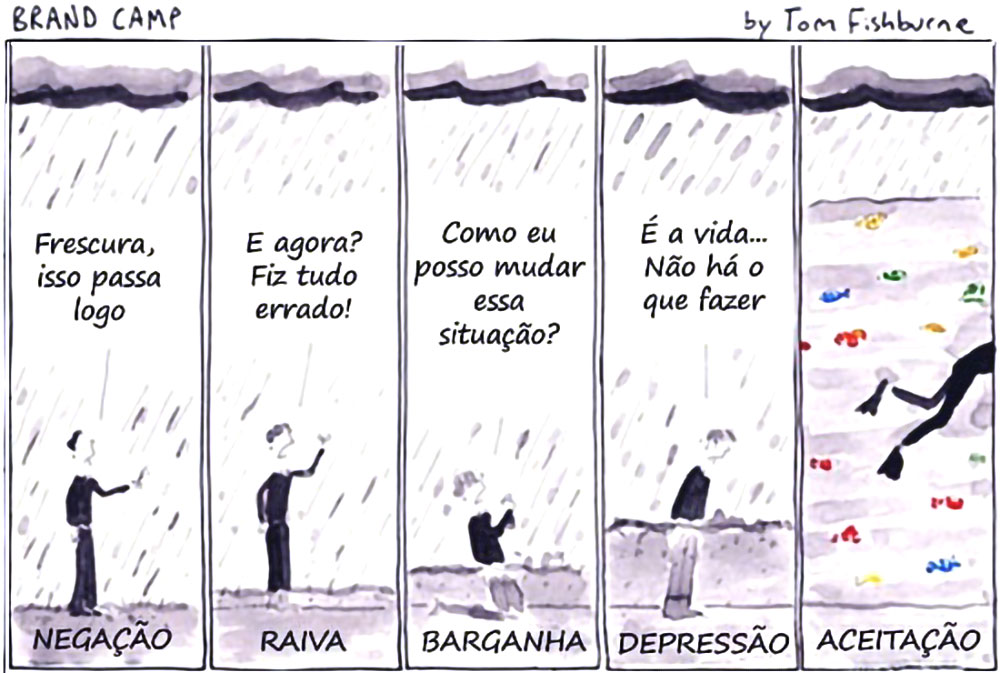 BRAND CAMP
by Tom Fishburne
Frescura,
isso passa
logo
E agora?
Fiz tudo
errado!
Como eu
posso mudar
essa
situação?
É a vida...
Não há o
que fazer
NEGAÇÃO
RAIVA
BARGANHA
DEPRESSÃO
ACEITAÇÃO